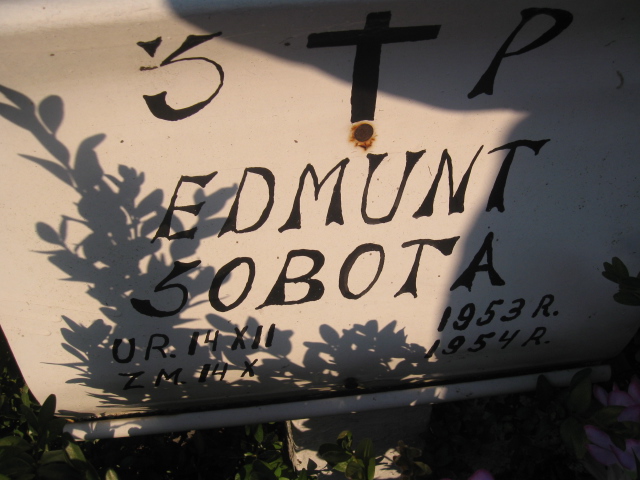 Ś P
EDMUNT
SOBOTA
UR. 14 XII 1953 R.
ZM. 14 X 1954 R.